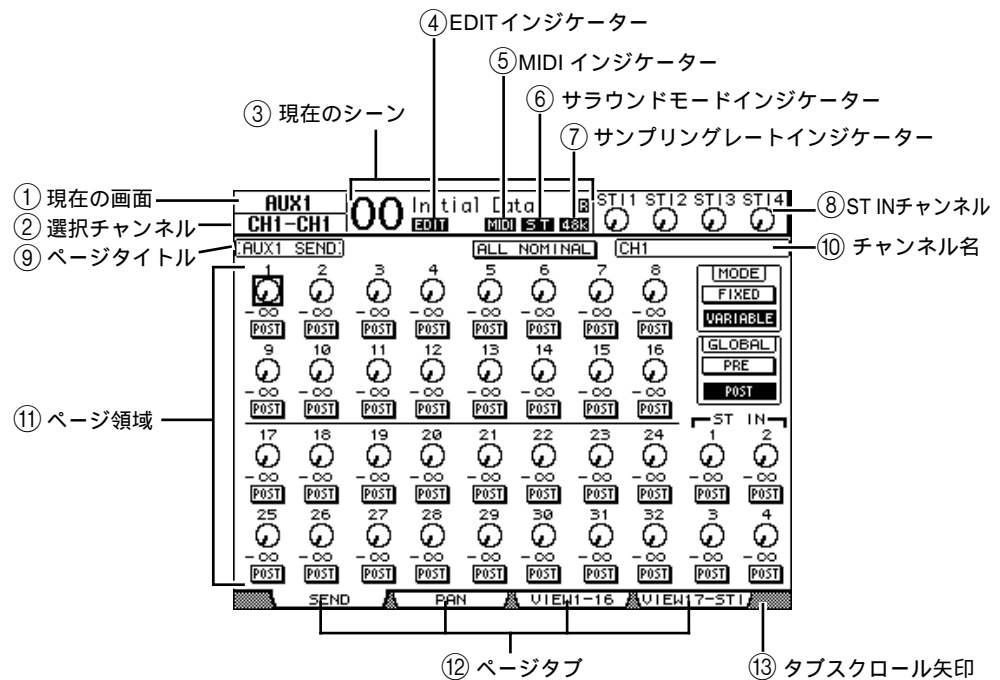 ④EDITインジケーター
⑤MIDI インジケーター
⑥ サラウンドモードインジケーター
③ 現在のシーン
⑦ サンプリングレートインジケーター
① 現在の画面
AUX1
00 Initial Data R
STI1 STI2 STI3 STI4
⑧ST INチャンネル
② 選択チャンネル
CH1-CH1
EDIT MIDI ST 48K
⑨ ページタイトル
AUX1 SEND
ALL NOMINAL
CH1
⑩ チャンネル名
1 2 3 4 5 6 7 8
MODE
FIXED
-∞ -∞ -∞ -∞ -∞ -∞ -∞ -∞
VARIABLE
POST POST POST POST POST POST POST POST
GLOBAL
9 10 11 12 13 14 15 16
PRE
-∞ -∞ -∞ -∞ -∞ -∞ -∞ -∞
POST
POST POST POST POST POST POST POST POST
⑪ ページ領域
ST IN
17 18 19 20 21 22 23 24 1 2
-∞ -∞ -∞ -∞ -∞ -∞ -∞ -∞ -∞ -∞
POST POST POST POST POST POST POST POST POST POST
25 26 27 28 29 30 31 32 3 4
-∞ -∞ -∞ -∞ -∞ -∞ -∞ -∞ -∞ -∞
POST POST POST POST POST POST POST POST POST POST
SEND PAN VIEW1-16 VIEW17-STI
⑫ ページタブ
⑬ タブスクロール矢印